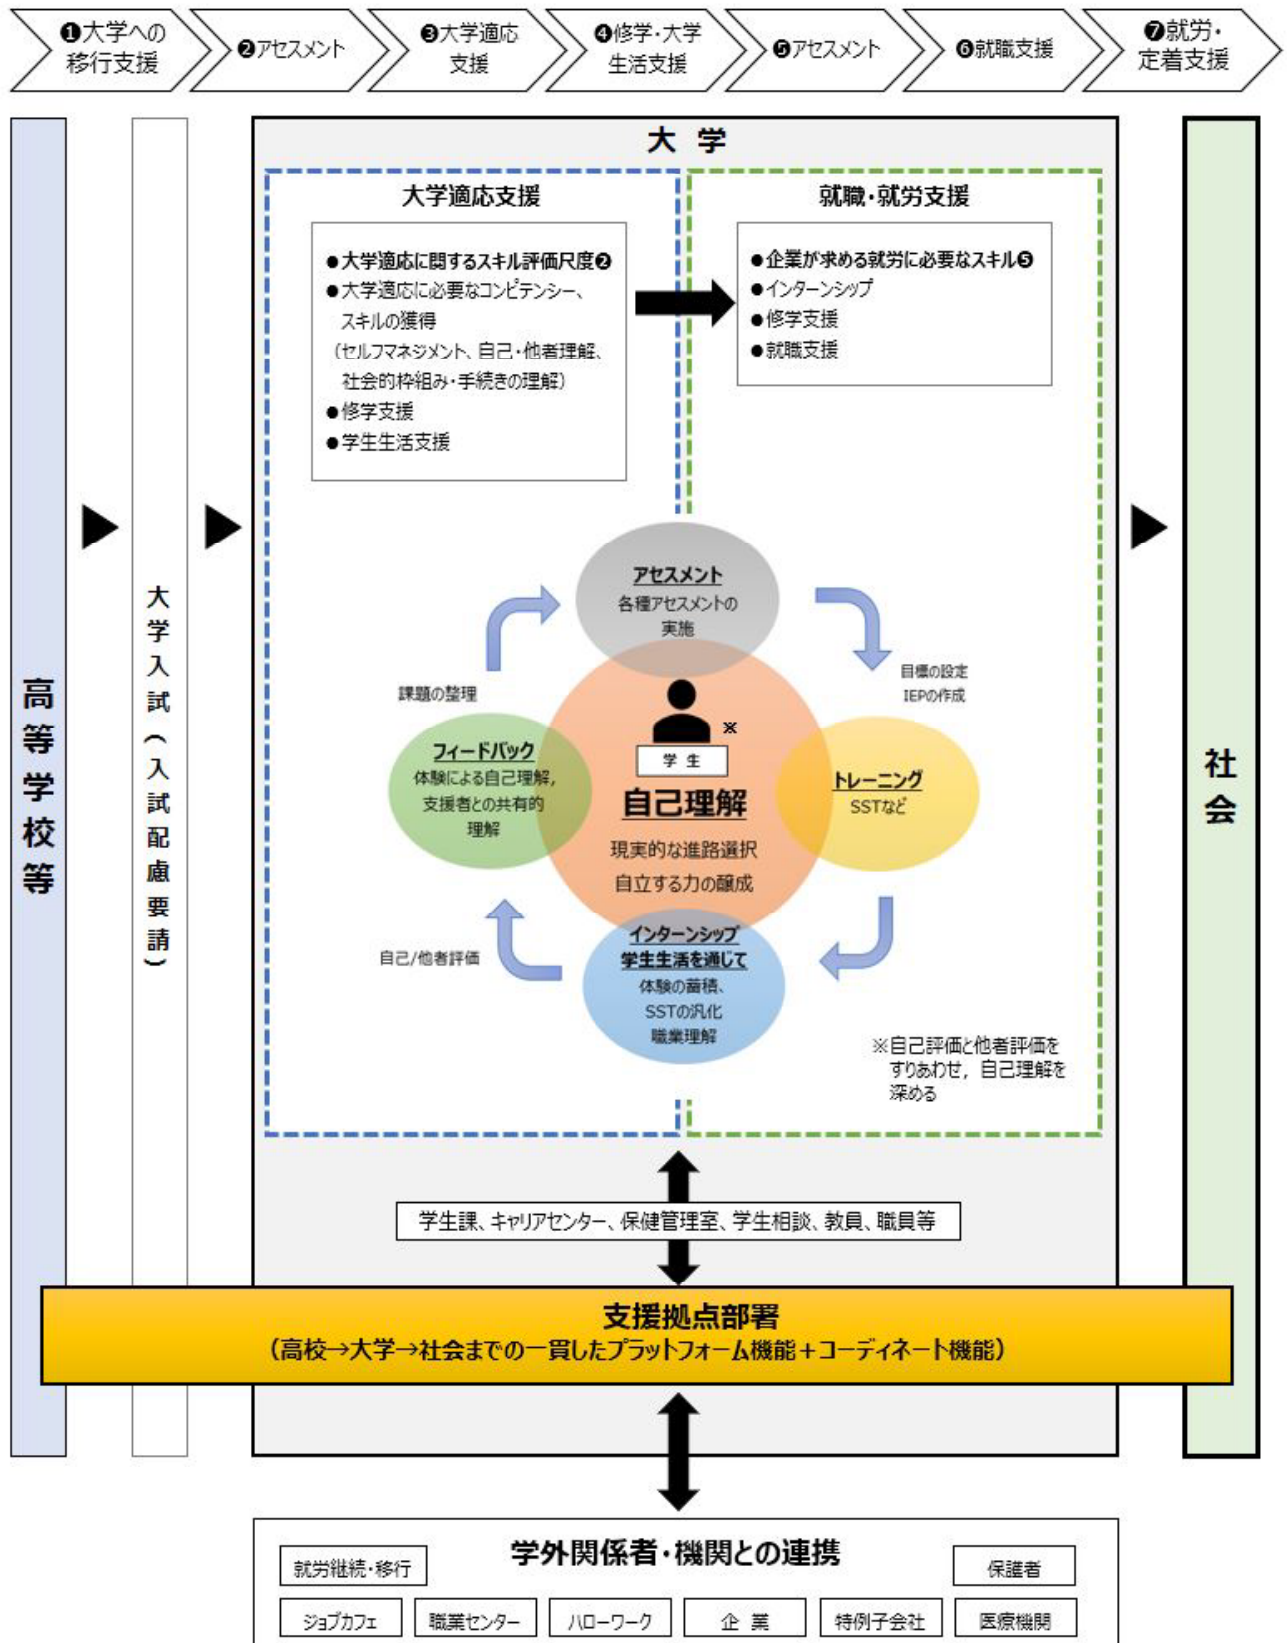 ❶大学への
移行支援
❷アセスメント
❸大学適応
支援
❹修学・大学
生活支援
❺アセスメント
❻就職支援
❼就労・
定着支援
高等学校等
大学入試（入試配慮要請）
大 学
大学適応支援
●大学適応に関するスキル評価尺度❷
●大学適応に必要なコンピテンシー、
スキルの獲得
（セルフマネジメント、自己・他者理解、
社会的枠組み・手続きの理解）
●修学支援
●学生生活支援
就職・就労支援
●企業が求める就労に必要なスキル❺
●インターンシップ
●修学支援
●就職支援
アセスメント
各種アセスメントの
実施
目標の設定
IEPの作成
課題の整理
※
学 生
自己理解
現実的な進路選択
自立する力の醸成
フィードバック
体験による自己理解,
支援者との共有的
理解
トレーニング
SSTなど
自己/他者評価
インターンシップ
学生生活を通じて
体験の蓄積、
SSTの汎化
職業理解
※自己評価と他者評価を
すりあわせ，自己理解を
深める
社会
学生課、キャリアセンター、保健管理室、学生相談、教員、職員等
支援拠点部署
（高校→大学→社会までの一貫したプラットフォーム機能＋コーディネート機能）
学外関係者・機関との連携
就労継続・移行
保護者
ジョブカフェ
職業センター
ハローワーク
企 業
特例子会社
医療機関